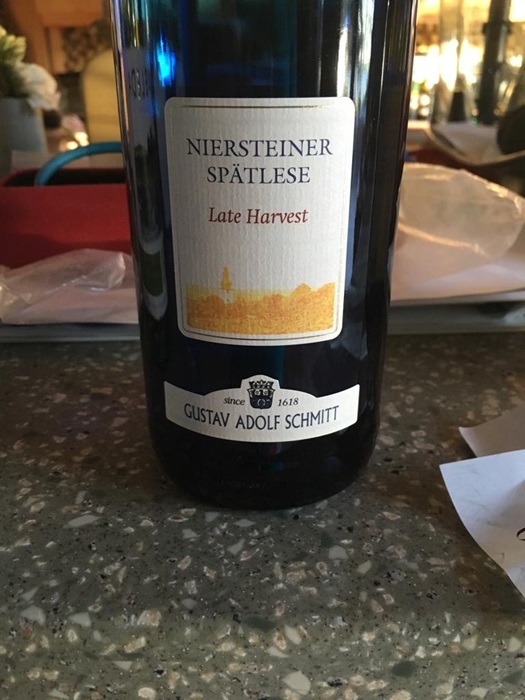 NIERSTEINER
SPÄTLESE
Late Harvest
since 1618
GUSTAV ADOLF SCHMITT